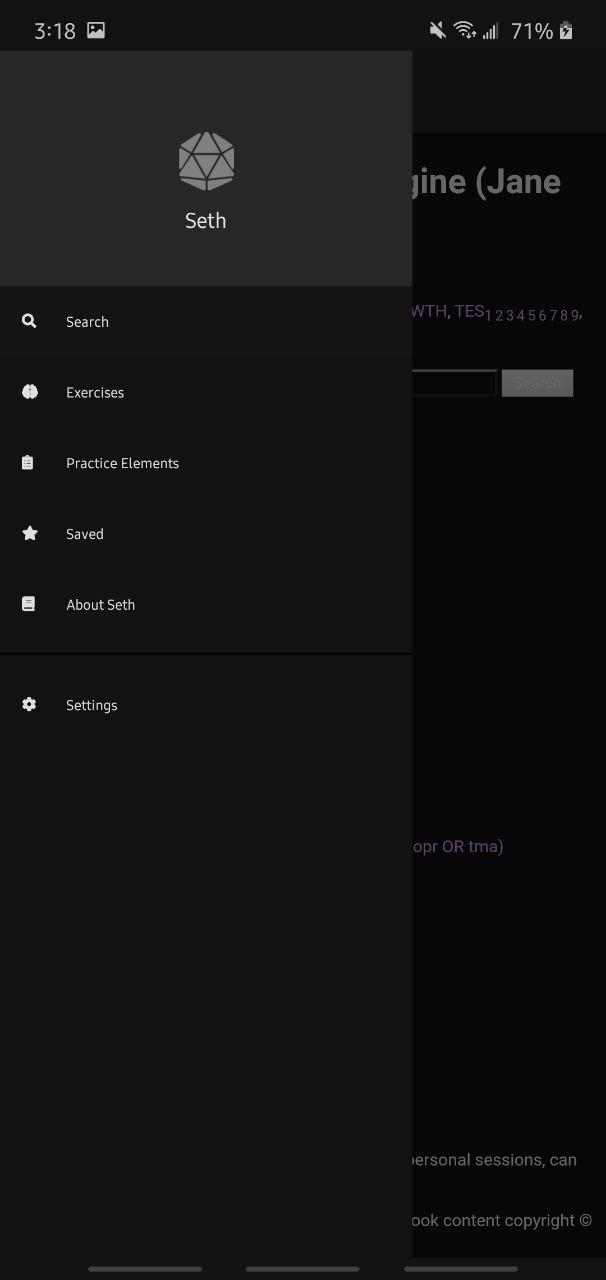 3:18 71%
gine (Jane
Seth
WTH, TES1 2 3 4 5 6 7 8 9,
Search
Search
Exercises
Practice Elements
Saved
About Seth
Settings
opr OR tma)
personal sessions, can
ook content copyright ©